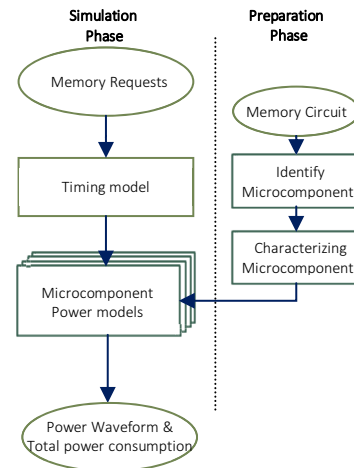 Simulation
Phase
Preparation
Phase
Memory Requests
Timing model
Microcomponent
Power models
Power Waveform &
Total power consumption
Memory Circuit
Identify
Microcomponent
Characterizing
Microcomponent